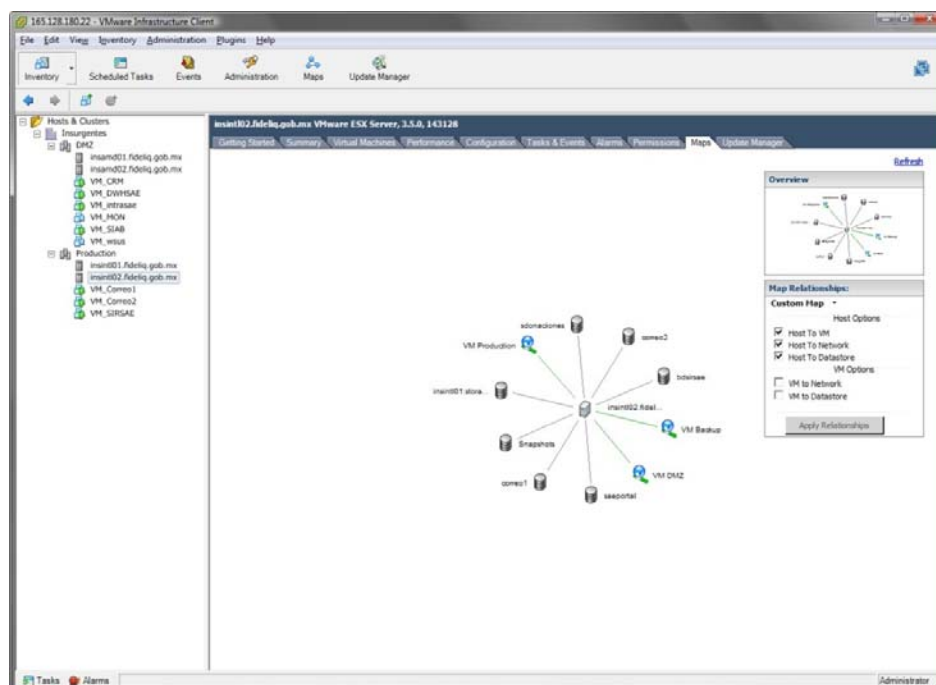 165.128.180.22 - VMware Infrastructure Client
File Edit View Inventory Administration Plugins Help
Inventory Scheduled Tasks Events Administration Maps Update Manager
Hosts & Clusters
Insurgentes
DMZ
insamd01.fideliq.gob.mx
insamd02.fideliq.gob.mx
VM_CRM
VM_DWHSAE
VM_intrasae
VM_MON
VM_SIAB
VM_wsus
Production
insintl01.fideliq.gob.mx
insintl02.fideliq.gob.mx
VM_Correo1
VM_Correo2
VM_SIRSAE
insintl02.fideliq.gob.mx VMware ESX Server, 3.5.0, 143128
Getting Started Summary Virtual Machines Performance Configuration Tasks & Events Alarms Permissions Maps Update Manager
Refresh
Overview
Map Relationships:
Custom Map
Host Options
Host To VM
Host To Network
Host To Datastore
VM Options
VM to Network
VM to Datastore
Apply Relationships
sdonaciones
correo2
VM Production
bdsirsae
insintl01:stora...
insintl02.fidel...
VM Backup
Snapshots
VM DMZ
correo1
saeportal
Tasks Alarms
Administrator